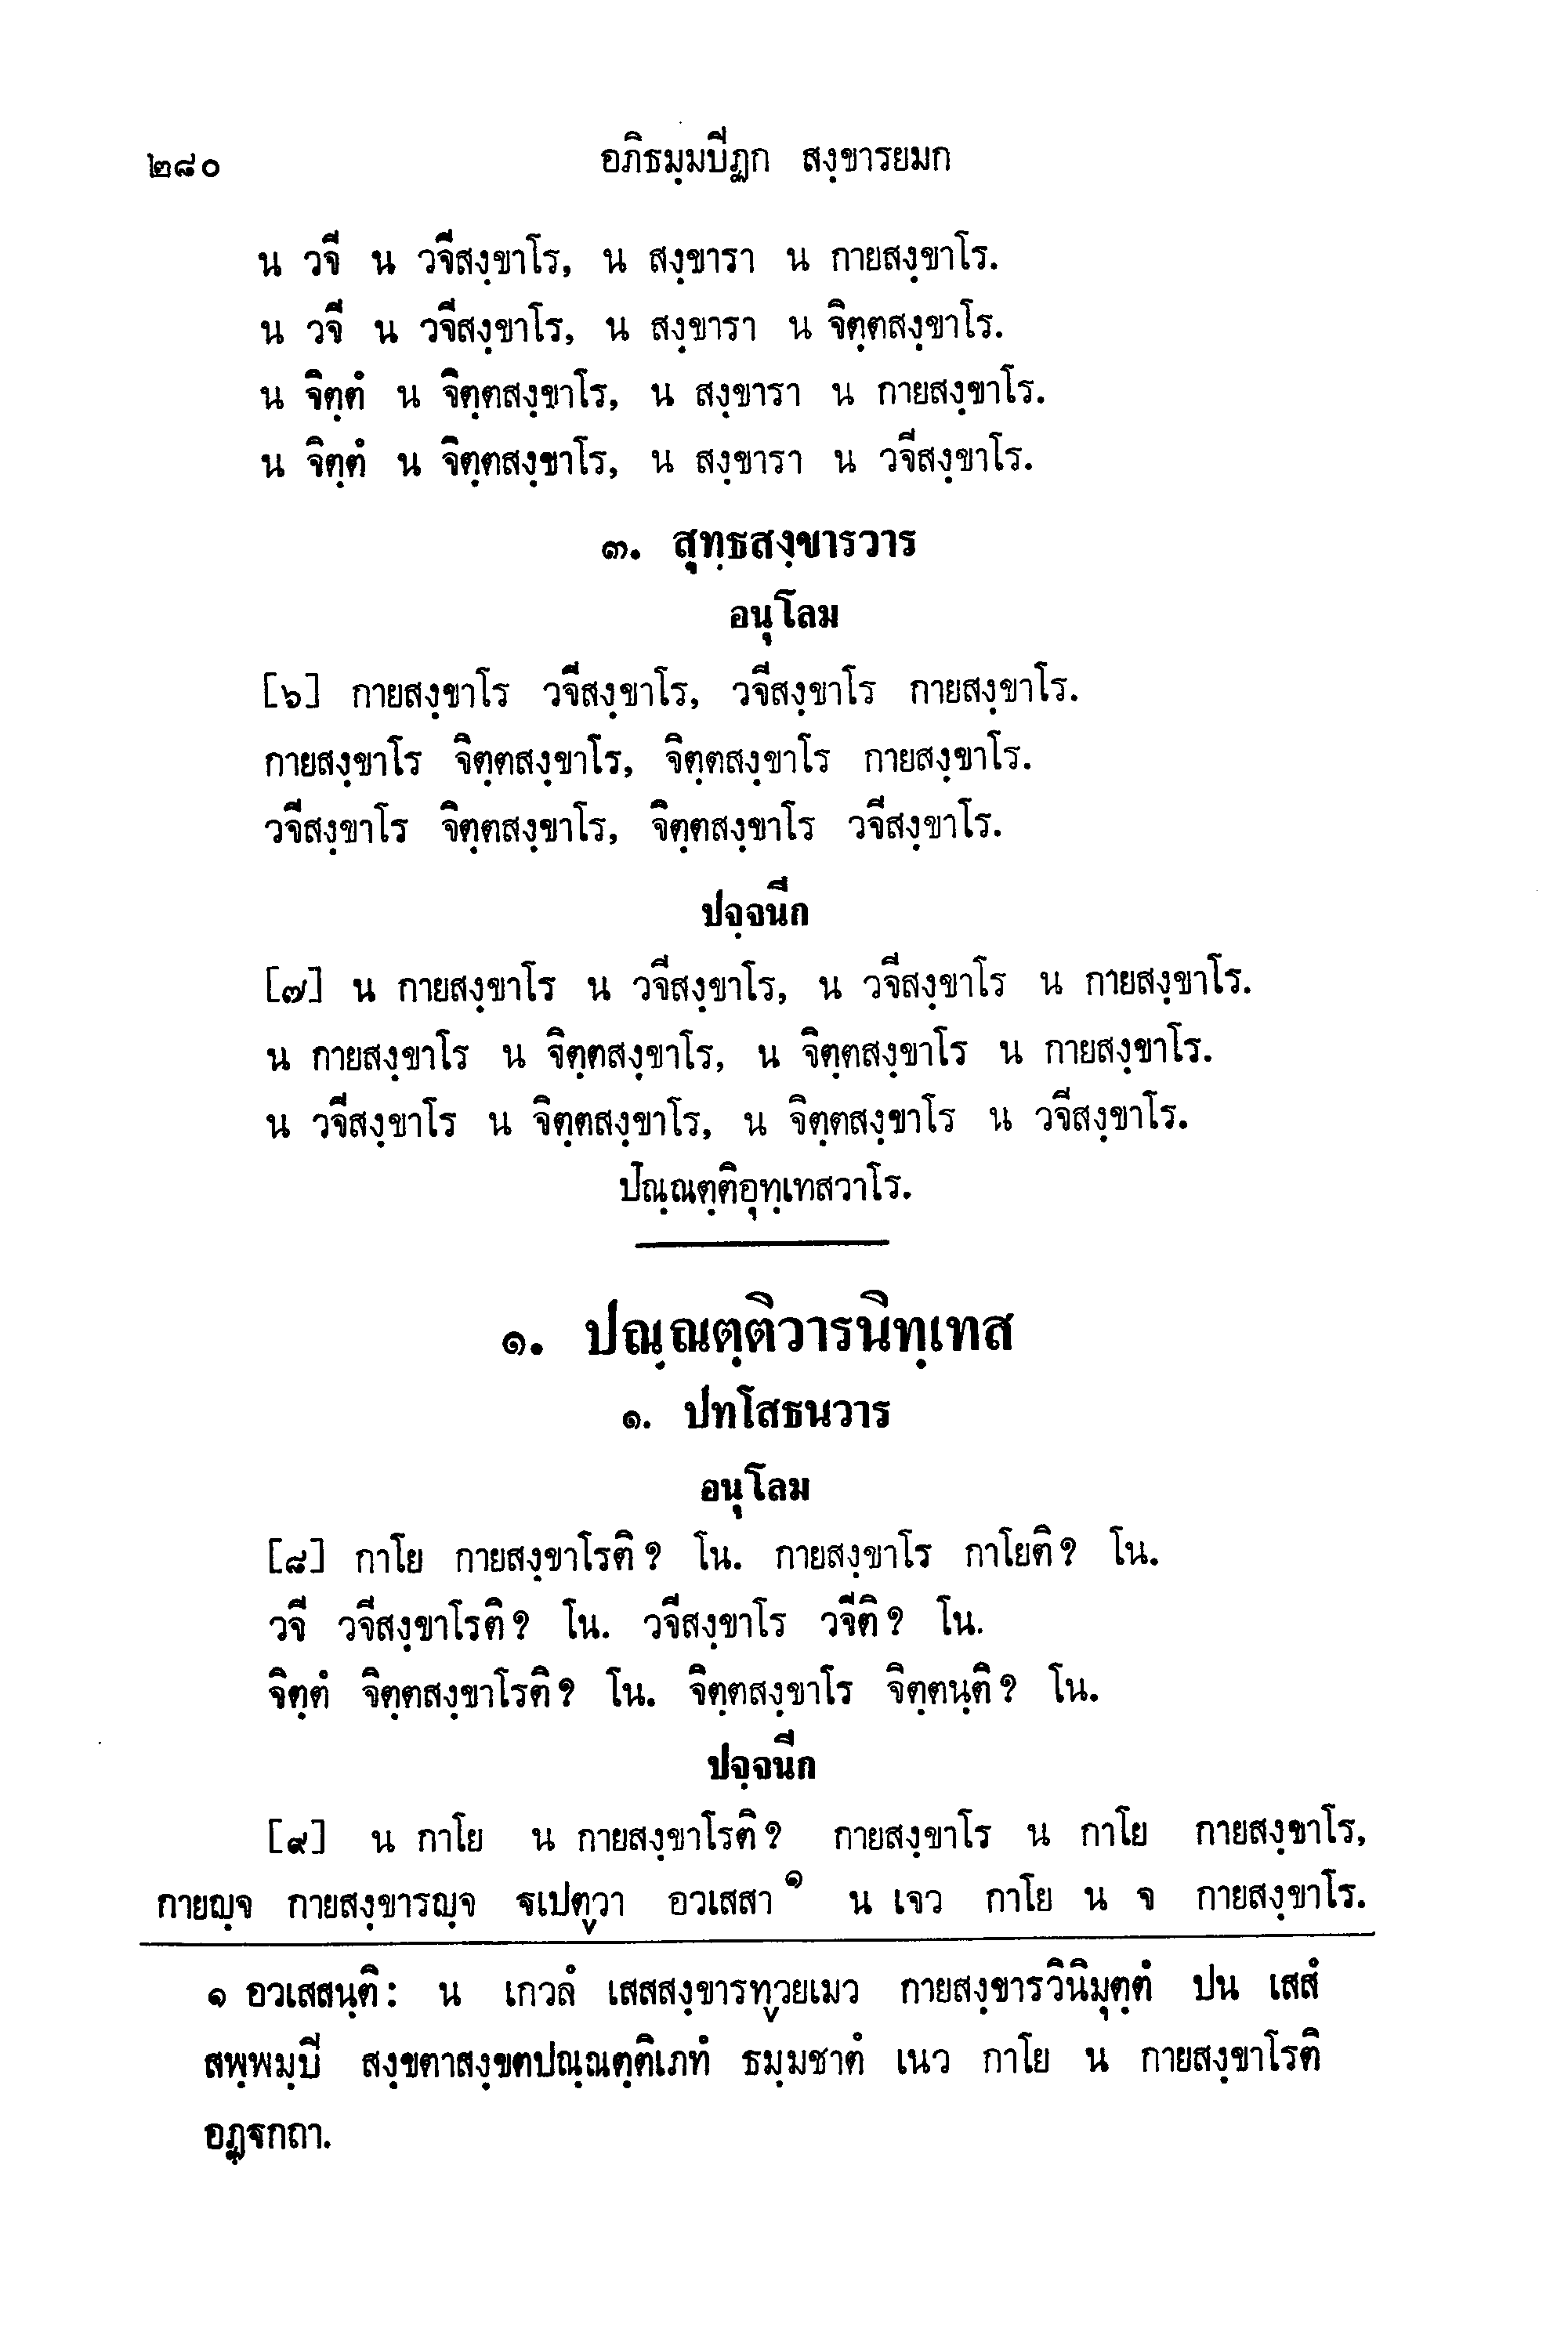 ๒๘๐ อภิธมฺมปีฏก สงฺขารยมก
น วจี น วจีสงฺขาโร, น สงฺขารา น กายสงฺขาโร.
น วจี น วจีสงฺขาโร, น สงฺขารา น จิตฺตสงฺขาโร.
น จิตฺตํ น จิตฺตสงฺขาโร, น สงฺขารา น กายสงฺขาโร.
น จิตฺตํ น จิตฺตสงฺขาโร, น สงฺขารา น วจีสงฺขาโร.
๓. สุทฺธสงฺขารวาร
อนุโลม
[๖] กายสงฺขาโร วจีสงฺขาโร, วจีสงฺขาโร กายสงฺขาโร.
กายสงฺขาโร จิตฺตสงฺขาโร, จิตฺตสงฺขาโร กายสงฺขาโร.
วจีสงฺขาโร จิตฺตสงฺขาโร, จิตฺตสงฺขาโร วจีสงฺขาโร.
ปจฺจนีก
[๗] น กายสงฺขาโร น วจีสงฺขาโร, น วจีสงฺขาโร น กายสงฺขาโร.
น กายสงฺขาโร น จิตฺตสงฺขาโร, น จิตฺตสงฺขาโร น กายสงฺขาโร.
น วจีสงฺขาโร น จิตฺตสงฺขาโร, น จิตฺตสงฺขาโร น วจีสงฺขาโร.
ปณฺณตฺติอุทฺเทสวาโร.
๑. ปณฺณตฺติวารนิทฺเทส
๑. ปทโสธนวาร
อนุโลม
[๘] กาโย กายสงฺขาโรติ? โน. กายสงฺขาโร กาโยติ? โน.
วจี วจีสงฺขาโรติ? โน. วจีสงฺขาโร วจีติ? โน.
จิตฺตํ จิตฺตสงฺขาโรติ? โน. จิตฺตสงฺขาโร จิตฺตนฺติ? โน.
ปจฺจนีก
[๙] น กาโย น กายสงฺขาโรติ? กายสงฺขาโร น กาโย กายสงฺขาโร,
กายญฺจ กายสงฺขารญฺจ ฐเปตฺวา อวเสสา ๑ น เจว กาโย น จ กายสงฺขาโร.
๑ อวเสสนฺติ: น เกวลํ เสสสงฺขารทฺวยเมว กายสงฺขารวินิมุตฺตํ ปน เสสํ
สพฺพมฺปี สงฺขตาสงฺขตปณฺณตฺติเภทํ ธมฺมชาตํ เนว กาโย น กายสงฺขาโรติ
อฏฺฐกถา.